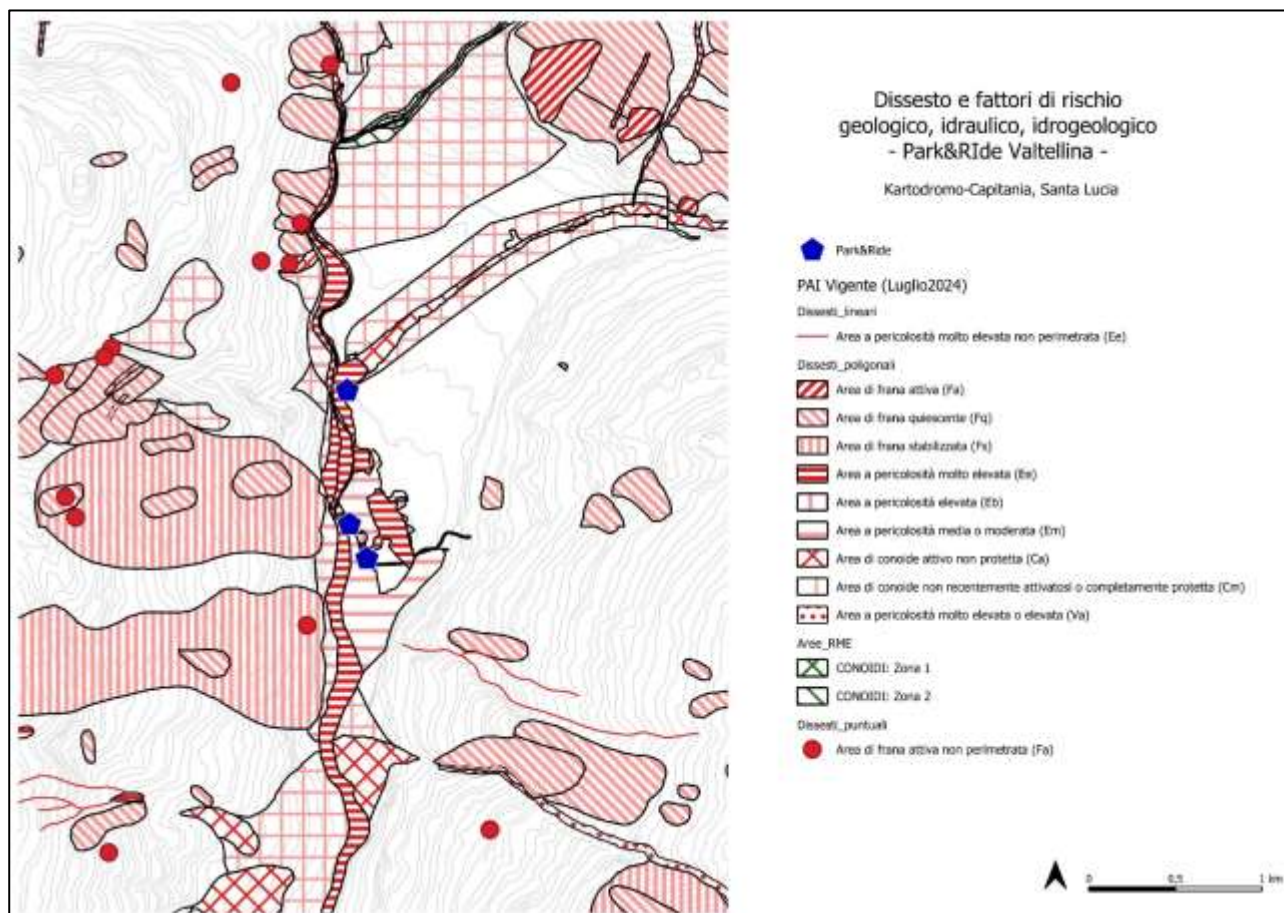 Dissesto e fattori di rischio
geologico, idraulico, idrogeologico
- Park&RIde Valtellina -
Kartodromo-Capitania, Santa Lucia
Park&Ride
PAI Vigente (Luglio2024)
Dissesti_lineari
Area a pericolosità molto elevata non perimetrata (Ee)
Dissesti_poligonali
Area di frana attiva (Fa)
Area di frana quiescente (Fq)
Area di frana stabilizzata (Fs)
Area a pericolosità molto elevata (Ee)
Area a pericolosità elevata (Eb)
Area a pericolosità media o moderata (Em)
Area di conoide attivo non protetta (Ca)
Area di conoide non recentemente attivatosi o completamente protetta (Cm)
Area a pericolosità molto elevata o elevata (Va)
Aree_RME
CONOIDI: Zona 1
CONOIDI: Zona 2
Dissesti_puntuali
Area di frana attiva non perimetrata (Fa)
0 0,5 1 km